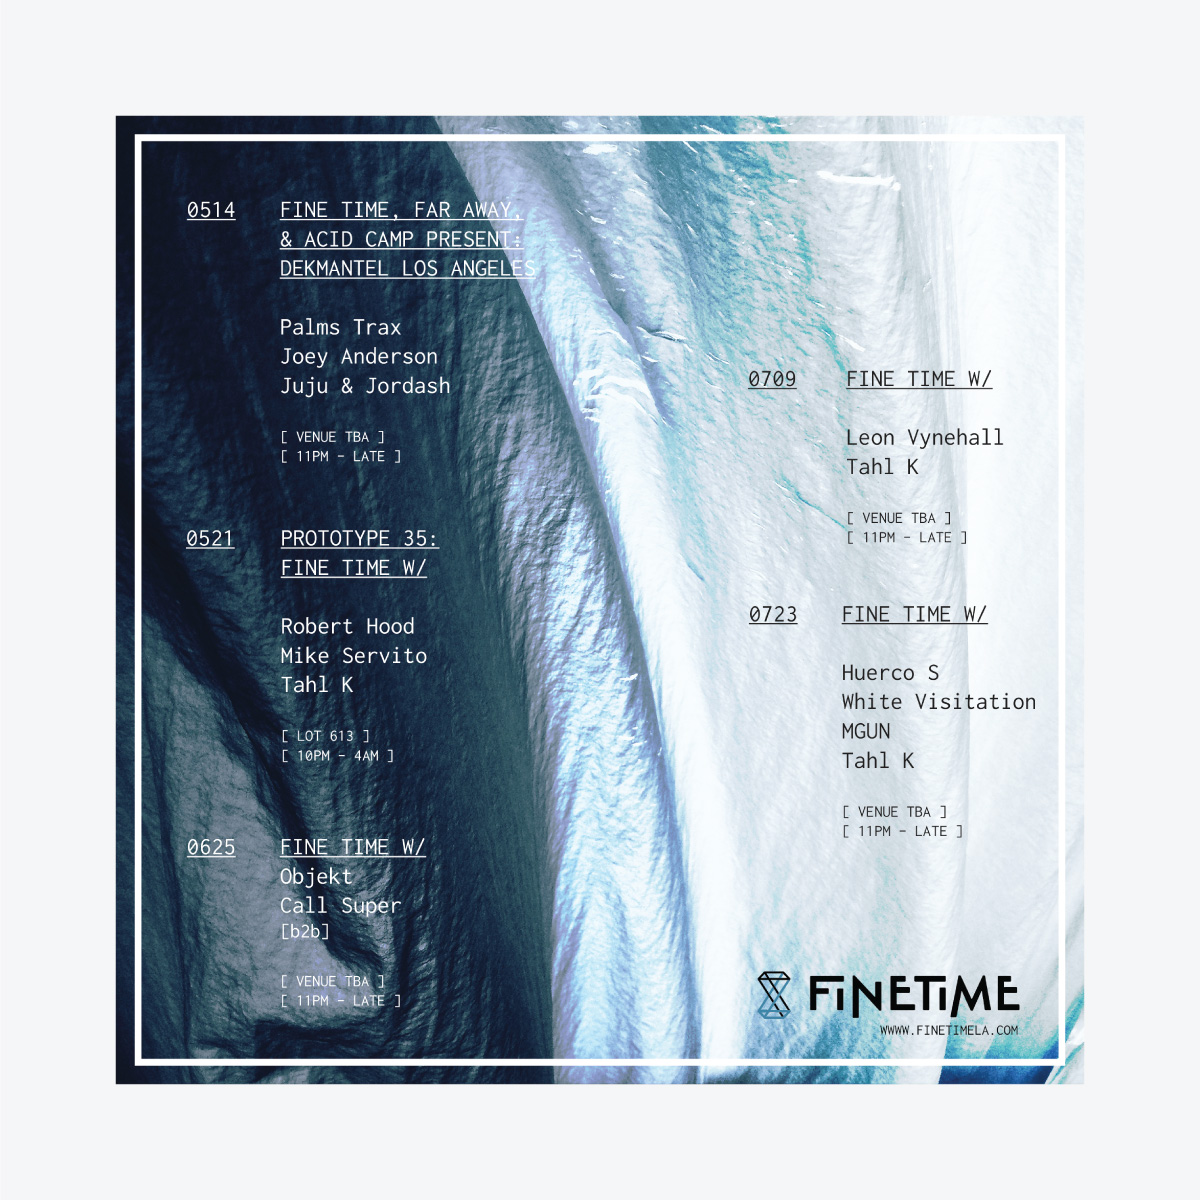 0514 FINE TIME, FAR AWAY,
& ACID CAMP PRESENT:
DEKMANTEL LOS ANGELES
Palms Trax
Joey Anderson
Juju & Jordash
[ VENUE TBA ]
[ 11PM - LATE ]
0521 PROTOTYPE 35:
FINE TIME W/
Robert Hood
Mike Servito
Tahl K
[ LOT 613 ]
[ 10PM - 4AM ]
0625 FINE TIME W/
Objekt
Call Super
[b2b]
[ VENUE TBA ]
[ 11PM - LATE ]
0709 FINE TIME W/
Leon Vynehall
Tahl K
[ VENUE TBA ]
[ 11PM - LATE ]
0723 FINE TIME W/
Huerco S
White Visitation
MGUN
Tahl K
[ VENUE TBA ]
[ 11PM - LATE ]
FINETIME
WWW.FINETIMELA.COM